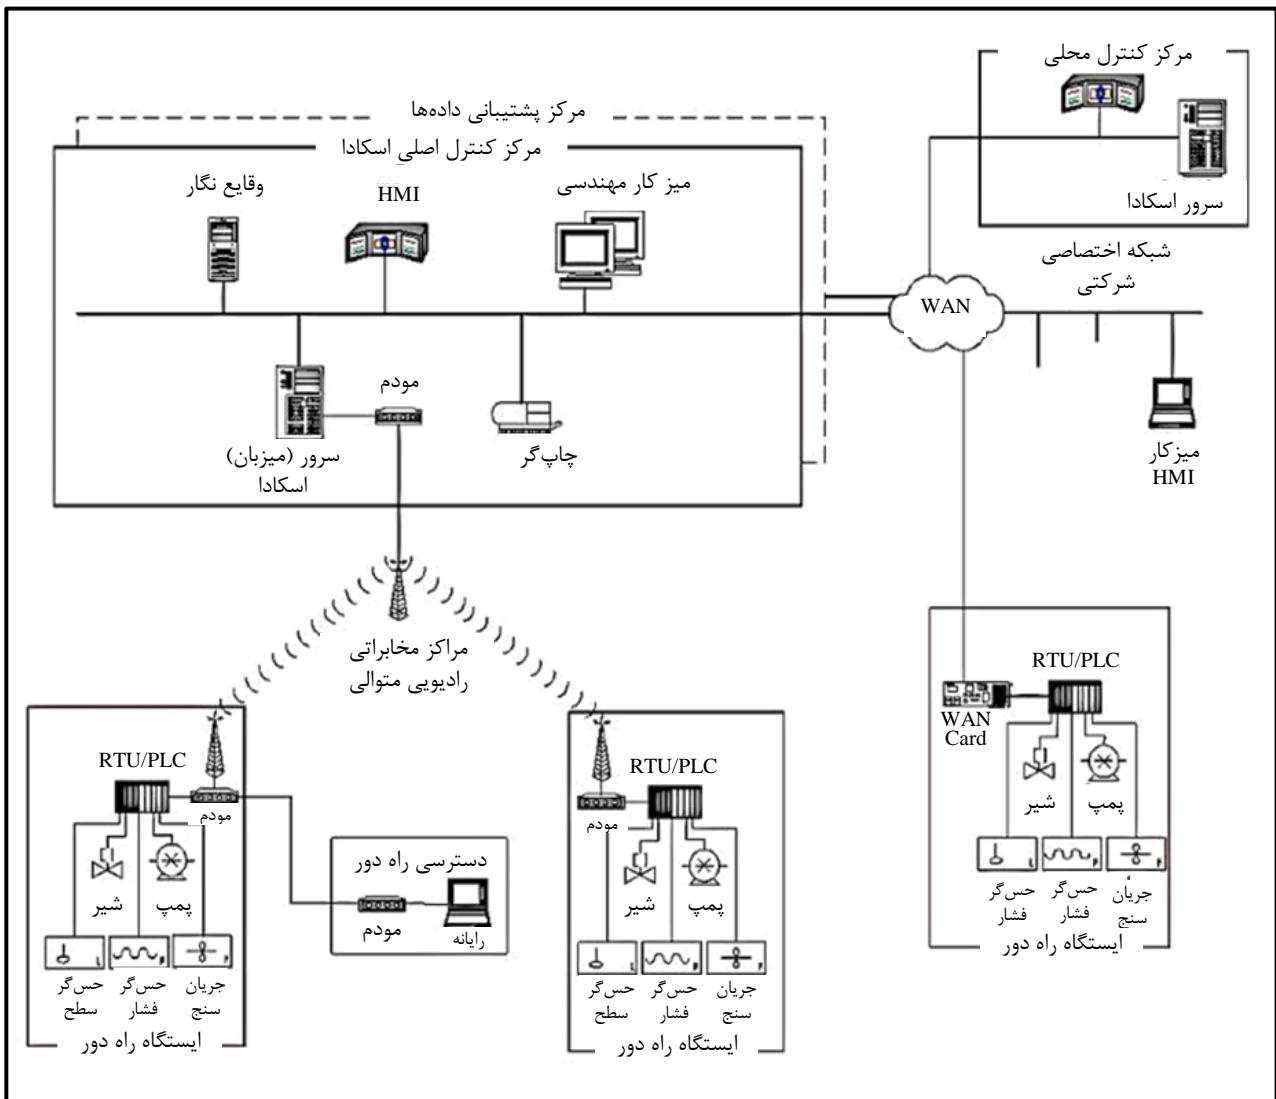 مرکز کنترل محلی
سرور اسکادا
مرکز پشتیبانی داده‌ها
مرکز کنترل اصلی اسکادا
وقایع نگار
HMI
میز کار مهندسی
شبکه اختصاصی
شرکتی
WAN
مودم
سرور (میزبان)
اسکادا
چاپ‌گر
میزکار
HMI
مراکز مخابراتی
رادیویی متوالی
RTU/PLC
WAN
Card
شیر
پمپ
L
P
F
حس‌گر
فشار
حس‌گر
فشار
جریان
سنج
ایستگاه راه دور
RTU/PLC
مودم
شیر
پمپ
L
P
F
حس‌گر
سطح
حس‌گر
فشار
جریان
سنج
ایستگاه راه دور
دسترسی راه دور
مودم
رایانه
RTU/PLC
مودم
شیر
پمپ
L
P
F
حس‌گر
سطح
حس‌گر
فشار
جریان
سنج
ایستگاه راه دور